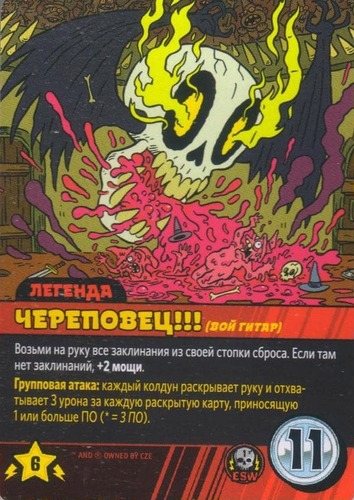 ЛЕГЕНДА
ЧЕРЕПОВЕЦ!!! (ВОЙ ГИТАР)
Возьми на руку все заклинания из своей стопки сброса. Если там
нет заклинаний, +2 мощи.
Групповая атака: каждый колдун раскрывает руку и отхва-
тывает 3 урона за каждую раскрытую карту, приносящую
1 или больше ПО (* = 3 ПО).
6
AND ® OWNED BY CZE
ESW
11